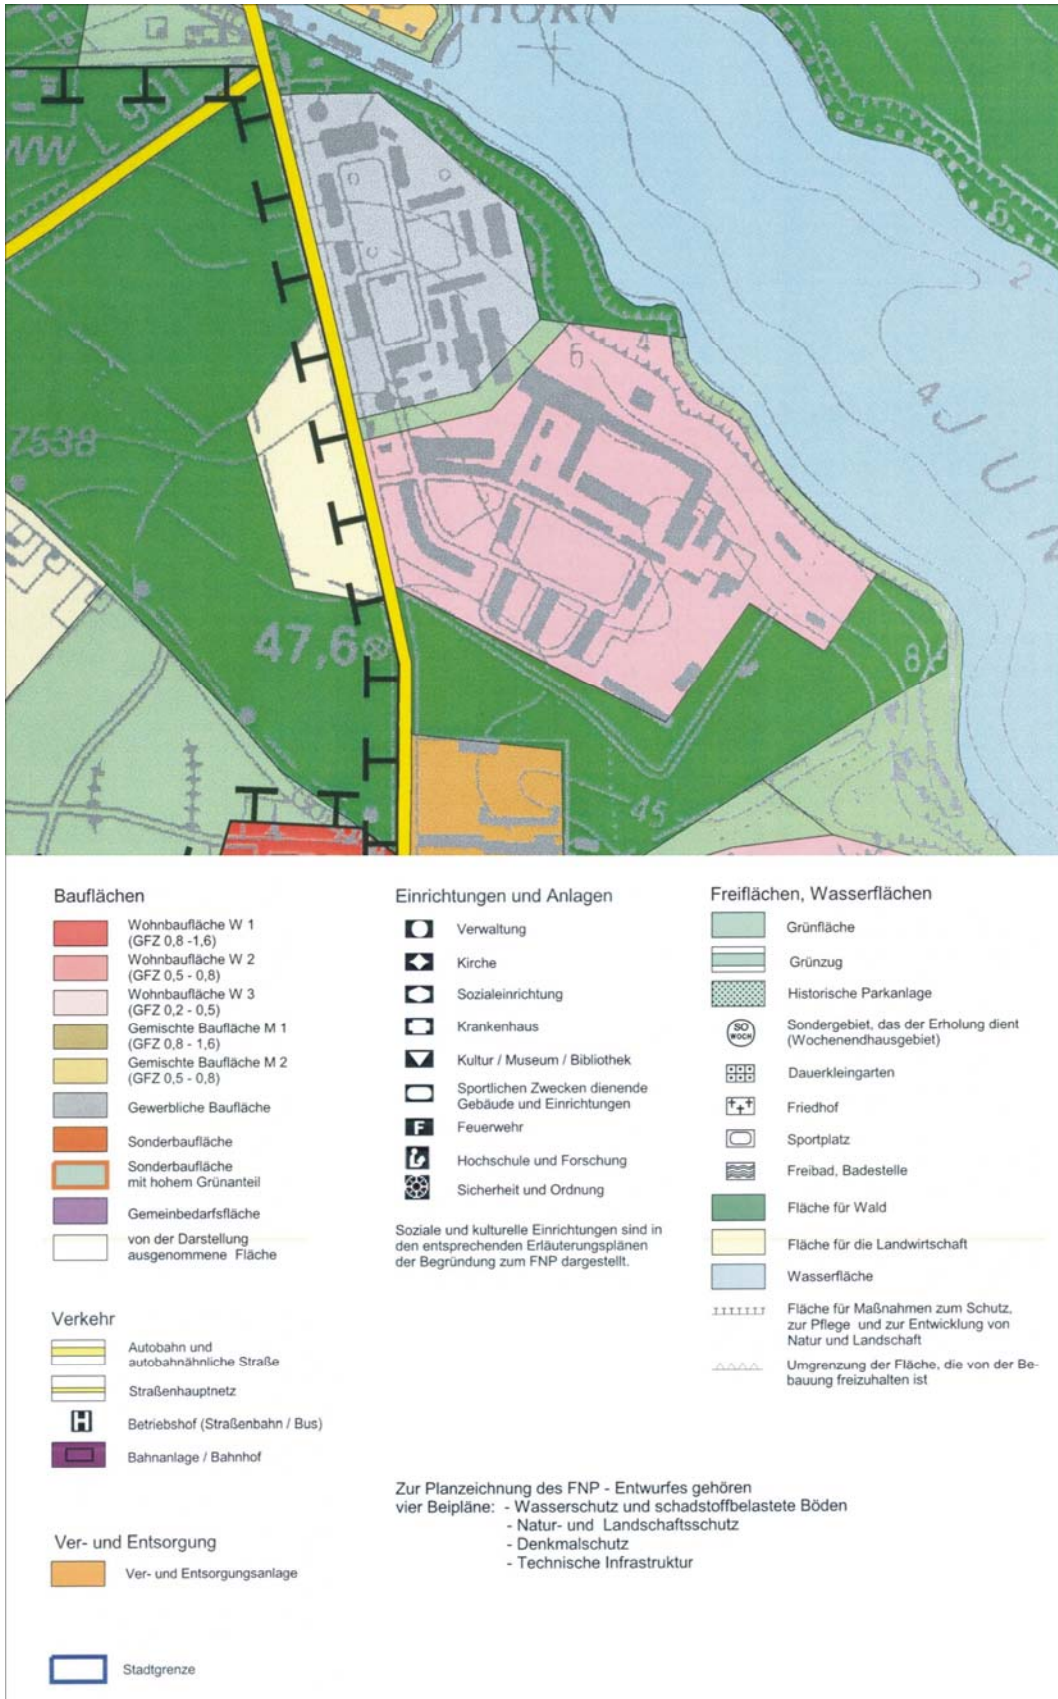 HORN
NW
90
2
6
4
4
J
U
N
7538
47,6
8
45
Bauflächen
Wohnbaufläche W 1
(GFZ 0,8 -1,6)
Wohnbaufläche W 2
(GFZ 0,5 - 0,8)
Wohnbaufläche W 3
(GFZ 0,2 - 0,5)
Gemischte Baufläche M 1
(GFZ 0,8 - 1,6)
Gemischte Baufläche M 2
(GFZ 0,5 - 0,8)
Gewerbliche Baufläche
Sonderbaufläche
Sonderbaufläche
mit hohem Grünanteil
Gemeinbedarfsfläche
von der Darstellung
ausgenommene Fläche
Verkehr
Autobahn und
autobahnähnliche Straße
Straßenhauptnetz
H
Betriebshof (Straßenbahn / Bus)
Bahnanlage / Bahnhof
Ver- und Entsorgung
Ver- und Entsorgungsanlage
Stadtgrenze
Einrichtungen und Anlagen
Verwaltung
Kirche
Sozialeinrichtung
Krankenhaus
Kultur / Museum / Bibliothek
Sportlichen Zwecken dienende
Gebäude und Einrichtungen
F
Feuerwehr
Hochschule und Forschung
Sicherheit und Ordnung
Soziale und kulturelle Einrichtungen sind in
den entsprechenden Erläuterungsplänen
der Begründung zum FNP dargestellt.
Freiflächen, Wasserflächen
Grünfläche
Grünzug
Historische Parkanlage
SO
WOCH
Sondergebiet, das der Erholung dient
(Wochenendhausgebiet)
Dauerkleingarten
Friedhof
Sportplatz
Freibad, Badestelle
Fläche für Wald
Fläche für die Landwirtschaft
Wasserfläche
Fläche für Maßnahmen zum Schutz,
zur Pflege und zur Entwicklung von
Natur und Landschaft
Umgrenzung der Fläche, die von der Be-
bauung freizuhalten ist
Zur Planzeichnung des FNP - Entwurfes gehören
vier Beipläne: - Wasserschutz und schadstoffbelastete Böden
- Natur- und Landschaftsschutz
- Denkmalschutz
- Technische Infrastruktur